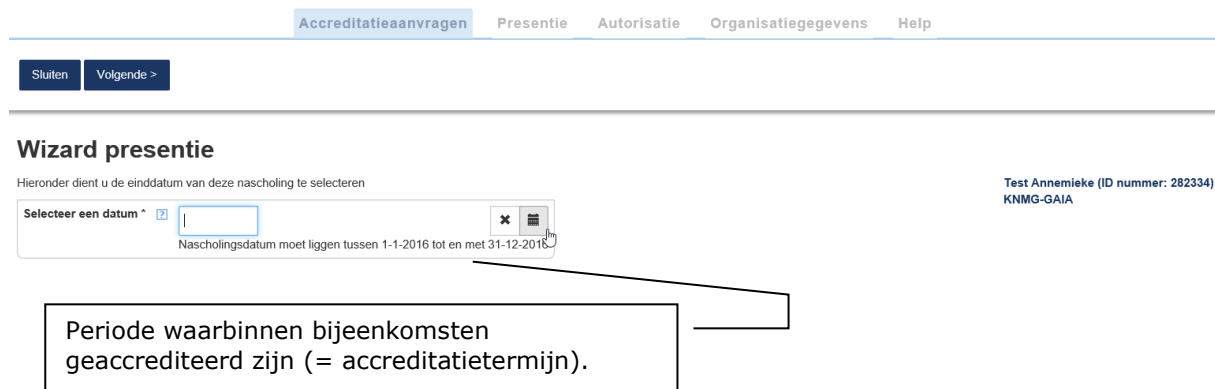 Accreditatieaanvragen Presentie Autorisatie Organisatiegegevens Help
Sluiten Volgende >
Wizard presentie
Hieronder dient u de einddatum van deze nascholing te selecteren
Test Annemieke (ID nummer: 282334)
KNMG-GAIA
Selecteer een datum * ?
Nascholingsdatum moet liggen tussen 1-1-2016 tot en met 31-12-2016
Periode waarbinnen bijeenkomsten
geaccrediteerd zijn (= accreditatietermijn).